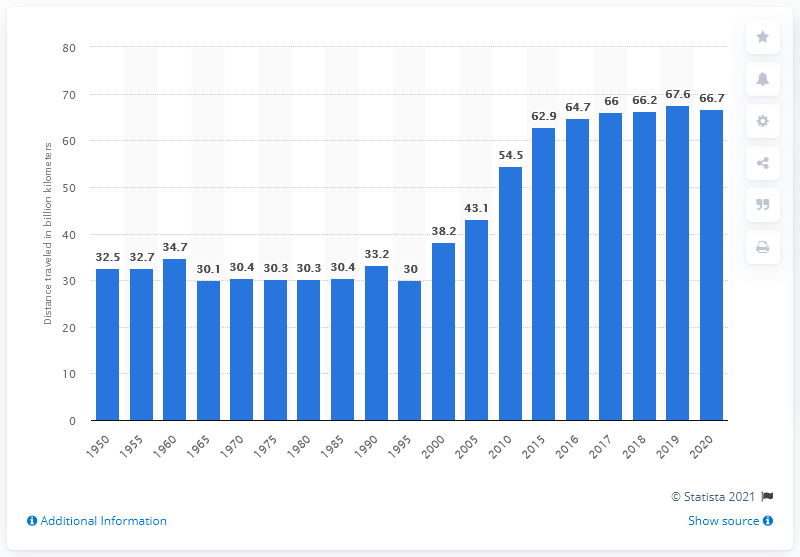 80
70
60
50
40
30
20
10
0
Distance traveled in billion kilometers
32.5 32.7 34.7 30.1 30.4 30.3 30.3 30.4 33.2 30 38.2 43.1 54.5 62.9 64.7 66 66.2 67.6 66.7
1950 1955 1960 1965 1970 1975 1980 1985 1990 1995 2000 2005 2010 2015 2016 2017 2018 2019 2020
© Statista 2021
Additional Information
Show source